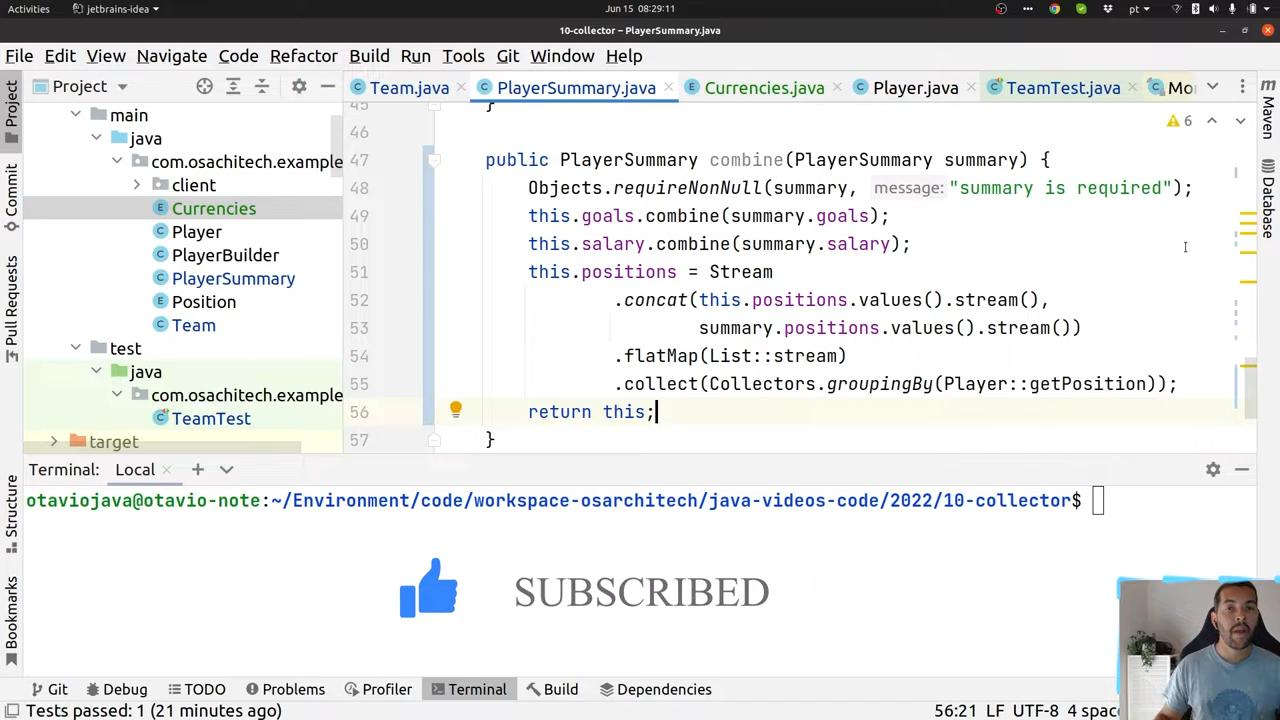 Activities
jetbrains-idea
Jun 15 08:29:11
pt
10-collector – PlayerSummary.java
File Edit View Navigate Code Refactor Build Run Tools Git Window Help
Project
Team.java
PlayerSummary.java
Currencies.java
Player.java
TeamTest.java
Mo
Project
Commit
Pull Requests
Structure
Bookmarks
main
java
com.osachitech.example
client
Currencies
Player
PlayerBuilder
PlayerSummary
Position
Team
test
java
com.osachitech.example
TeamTest
target
6
45 }
46
47 public PlayerSummary combine(PlayerSummary summary) {
48 Objects.requireNonNull(summary, message: "summary is required");
49 this.goals.combine(summary.goals);
50 this.salary.combine(summary.salary);
51 this.positions = Stream
52 .concat(this.positions.values().stream(),
53 summary.positions.values().stream())
54 .flatMap(List::stream)
55 .collect(Collectors.groupingBy(Player::getPosition));
56 return this;
57 }
Maven
Database
Terminal: Local
otaviojava@otavio-note:~/Environment/code/workspace-osarchitech/java-videos-code/2022/10-collector$
SUBSCRIBED
Git Debug TODO Problems Profiler Terminal Build Dependencies
Tests passed: 1 (21 minutes ago)
56:21 LF UTF-8 4 spac